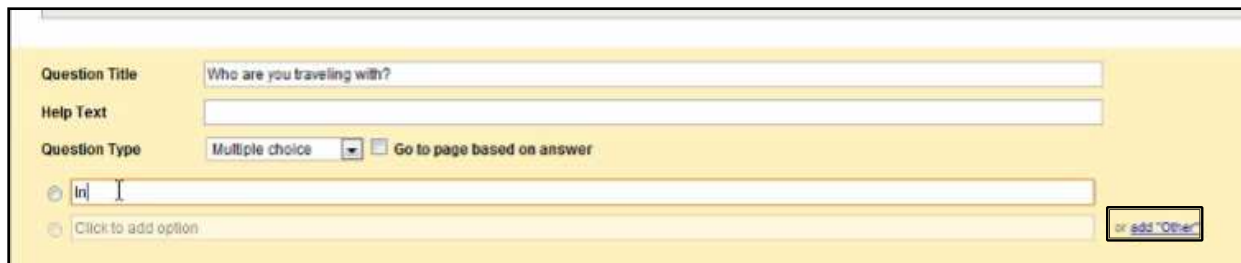 Question Title Who are you traveling with?
Help Text
Question Type Multiple choice Go to page based on answer
In
Click to add option or add "Other"